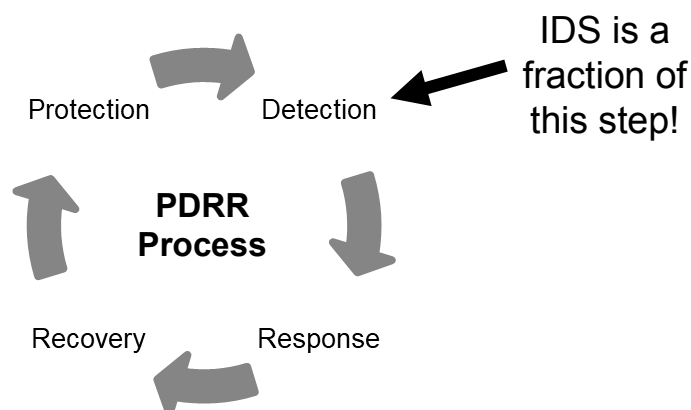 IDS is a
fraction of
this step!
Protection
Detection
PDRR
Process
Recovery
Response